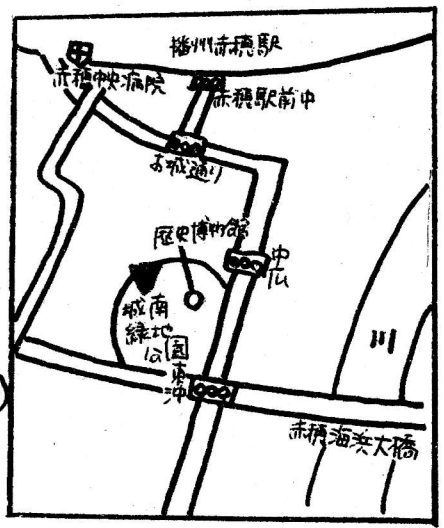 播州赤穂駅
赤穂中央病院
赤穂駅前中
お城通り
歴史博物館
中広
城南
緑地
公園
東沖
川
赤穂海浜大橋